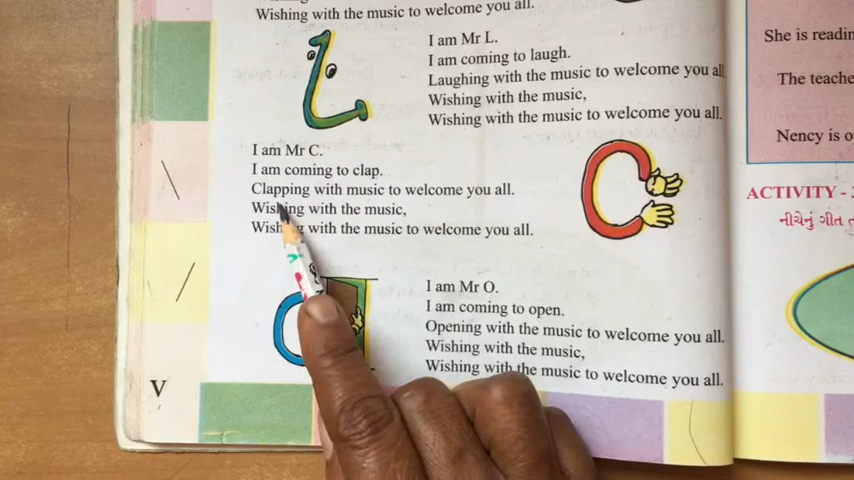 Wishing with the music to welcome you all.
I am Mr L.
I am coming to laugh.
Laughing with the music to welcome you all
Wishing with the music,
Wishing with the music to welcome you all.
I am Mr C.
I am coming to clap.
Clapping with music to welcome you all.
Wishing with the music,
Wishing with the music to welcome you all.
I am Mr O.
I am coming to open.
Opening with the music to welcome you all.
Wishing with the music,
Wishing with the music to welcome you all.
V
She is readin
The teache
Nency is o
ACTIVITY - 3
નીચેનું ગીત